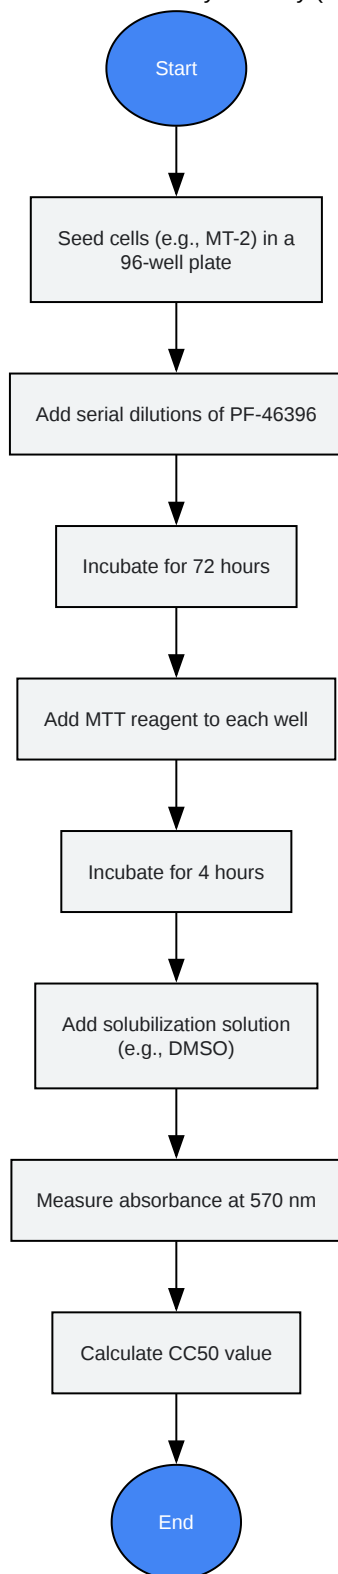 Start
Seed cells (e.g., MT-2) in a
96-well plate
Add serial dilutions of PF-46396
Incubate for 72 hours
Add MTT reagent to each well
Incubate for 4 hours
Add solubilization solution
(e.g., DMSO)
Measure absorbance at 570 nm
Calculate CC50 value
End